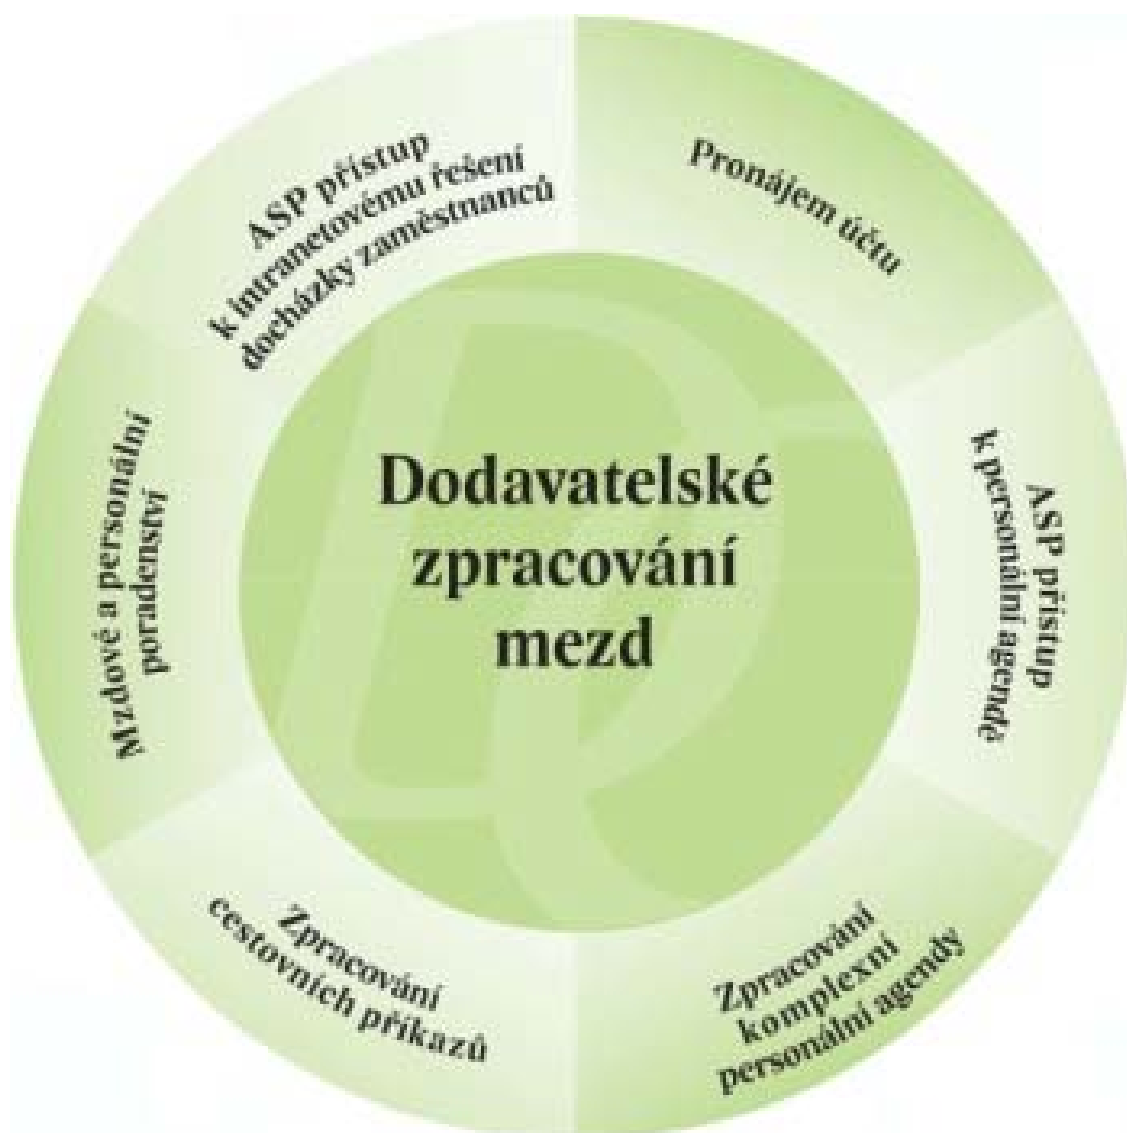 Dodavatelské
zpracování
mezd
Pronájem účtu
ASP přístup
k personální agendě
Zpracování
komplexní
personální agendy
Zpracování
cestovních příkazů
Mzdové a personální
poradenství
ASP přístup
k intranetovému řešení
docházky zaměstnanců